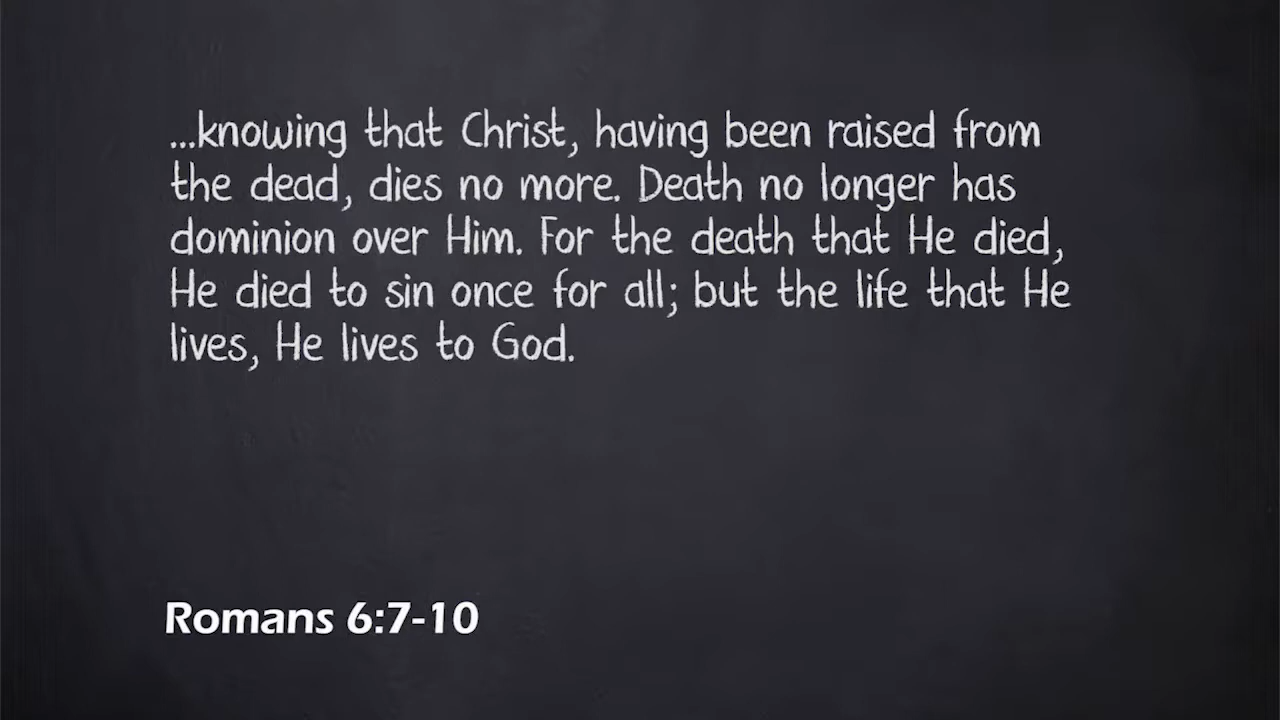 ...knowing that Christ, having been raised from
the dead, dies no more. Death no longer has
dominion over Him. For the death that He died,
He died to sin once for all; but the life that He
lives, He lives to God.
Romans 6:7-10